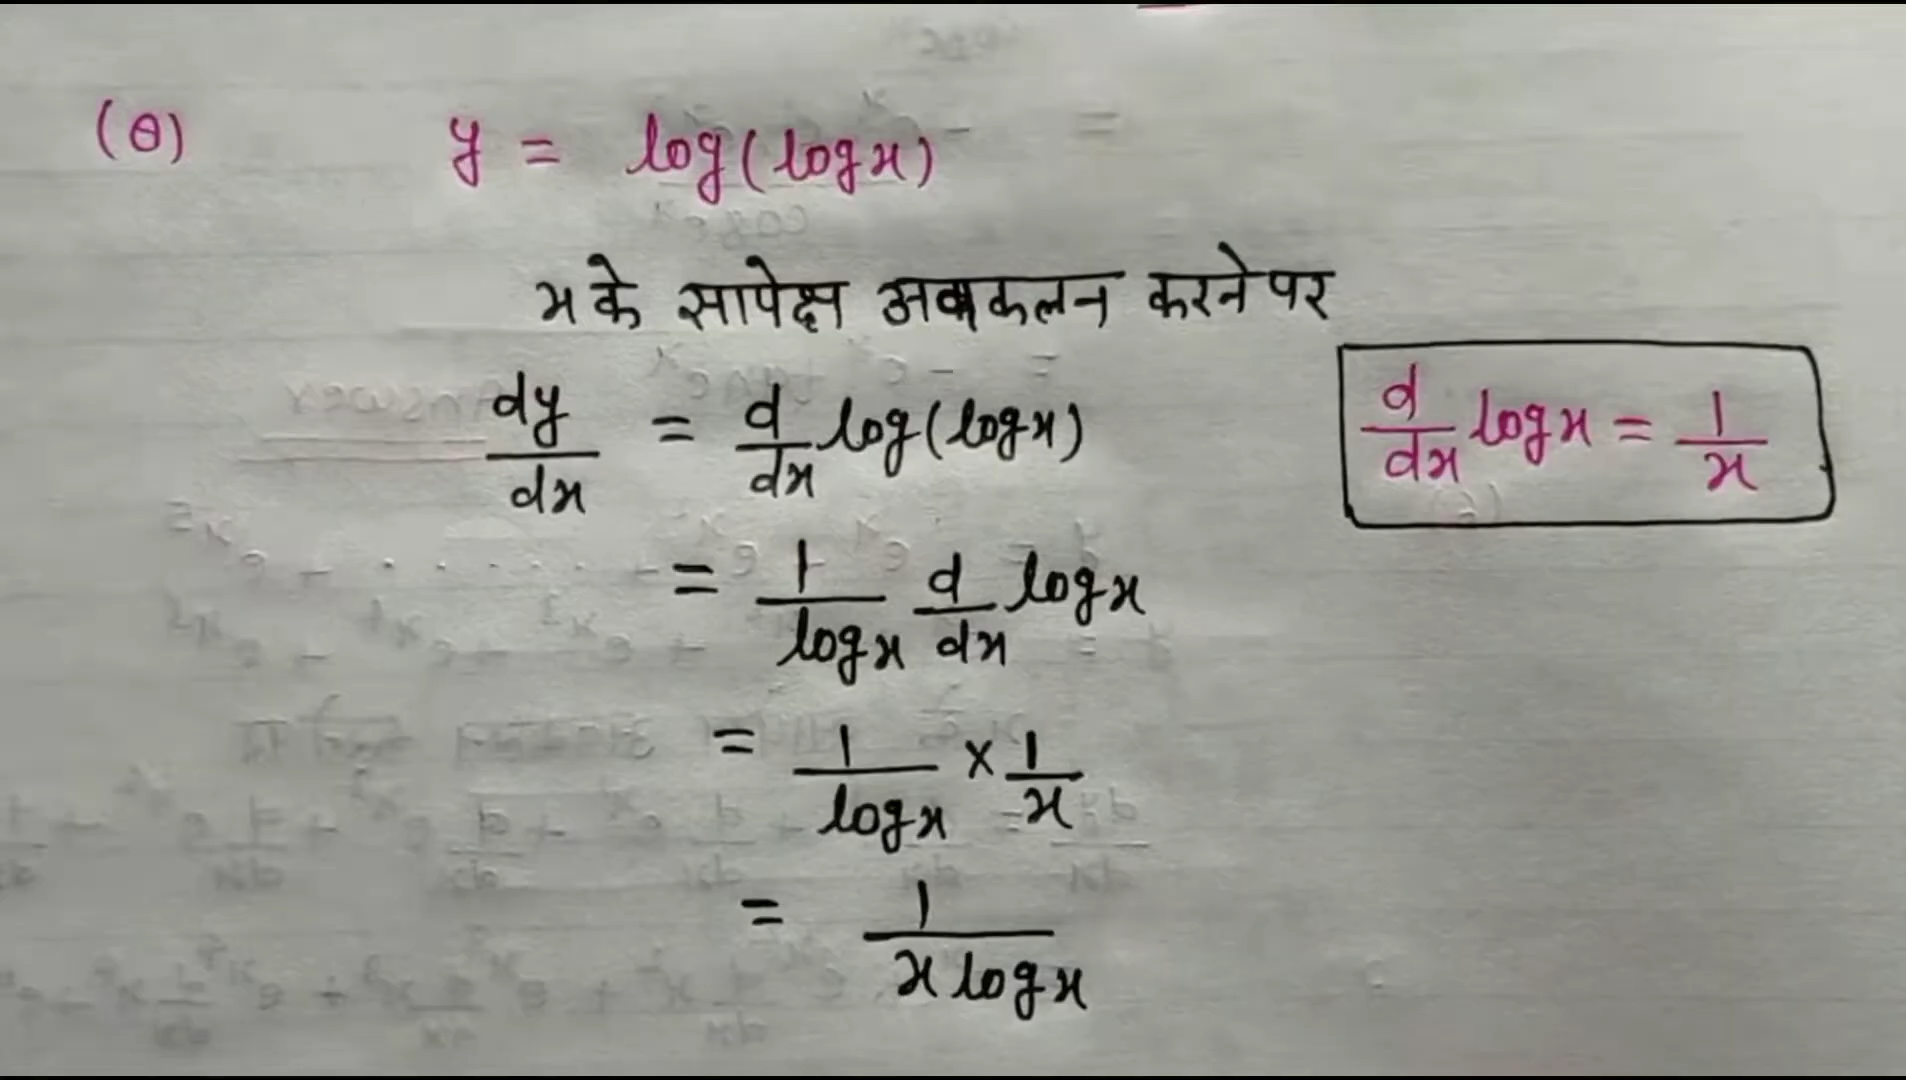 (8) y = log(log x)
x के सापेक्ष अवकलन करने पर
dy/dx = d/dx log(log x)
d/dx log x = 1/x
= 1/log x d/dx log x
= 1/log x × 1/x
= 1/x log x